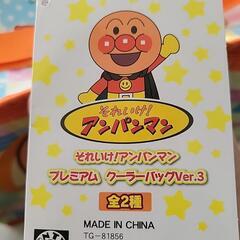 それいけ!
アンパンマン
それいけ!アンパンマン
プレミアム クーラーバッグVer.3
全2種
MADE IN CHINA
TG-81856